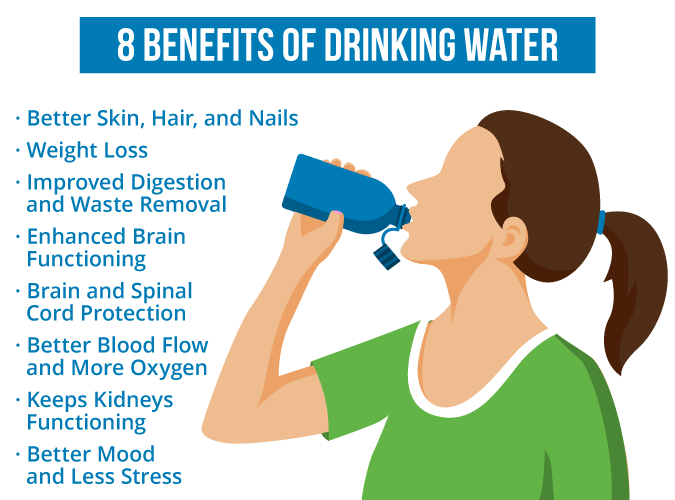 8 BENEFITS OF DRINKING WATER
· Better Skin, Hair, and Nails
· Weight Loss
· Improved Digestion
and Waste Removal
· Enhanced Brain
Functioning
· Brain and Spinal
Cord Protection
· Better Blood Flow
and More Oxygen
· Keeps Kidneys
Functioning
· Better Mood
and Less Stress